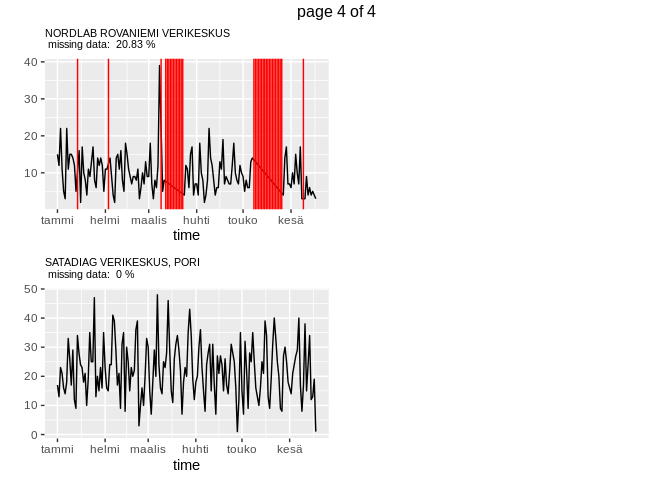 page 4 of 4
NORDLAB ROVANIEMI VERIKESKUS
missing data: 20.83 %
40
30
20
10
tammi helmi maalis huhti touko kesä
time
SATADIAG VERIKESKUS, PORI
missing data: 0 %
50
40
30
20
10
0
tammi helmi maalis huhti touko kesä
time